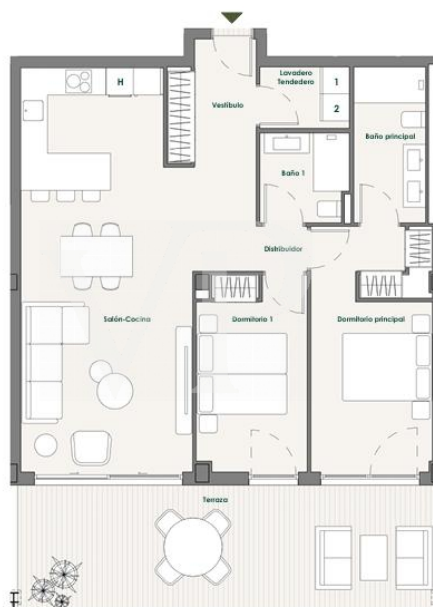 H
Lavadero
Tendedero
1
2
Vestíbulo
Baño principal
Baño 1
Distribuidor
Salón-Cocina
Dormitorio 1
Dormitorio principal
Terraza